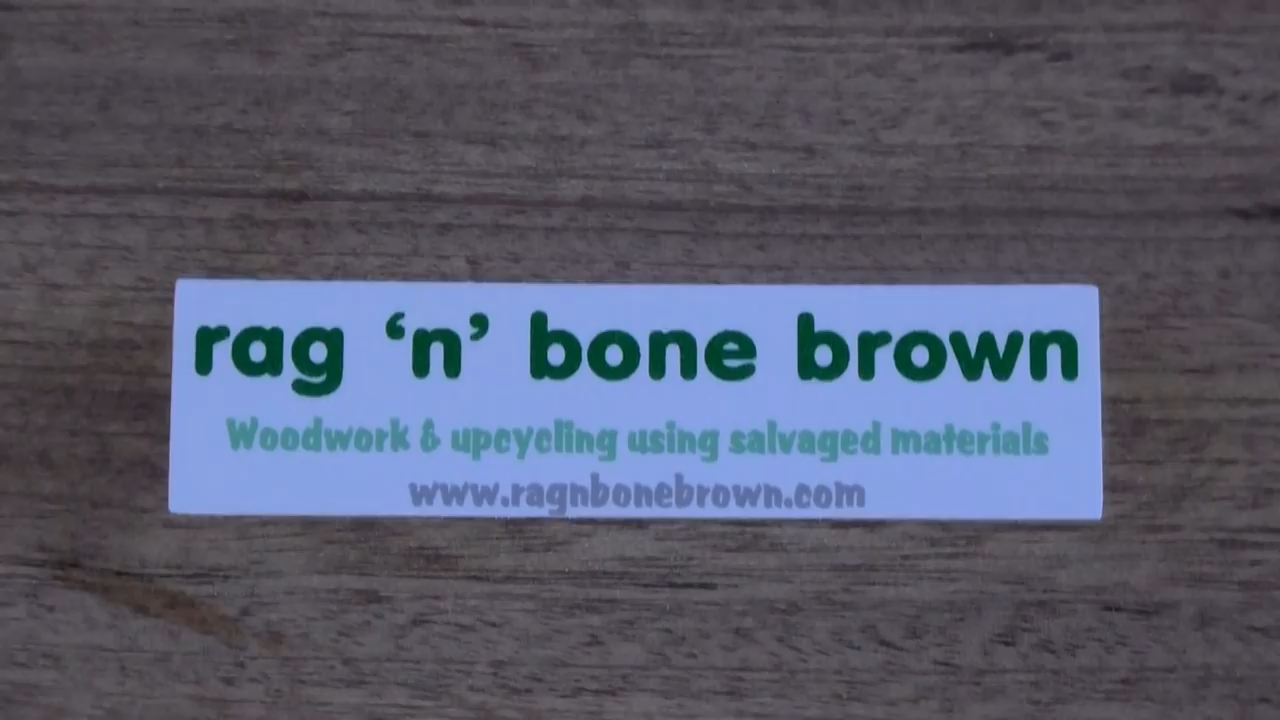 rag ‘n’ bone brown
Woodwork & upcycling using salvaged materials
www.ragnbonebrown.com